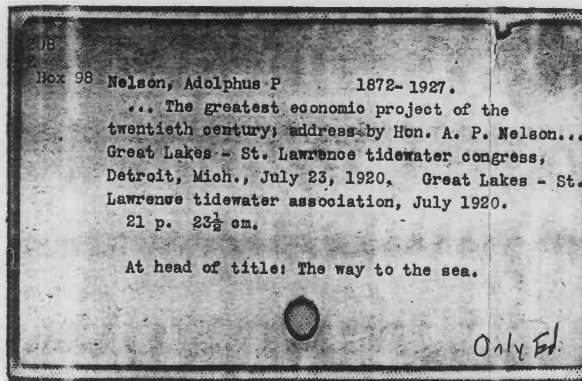 308
Z
Box 98 Nelson, Adolphus P 1872-1927.
... The greatest economic project of the
twentieth century; address by Hon. A. P. Nelson...
Great Lakes - St. Lawrence tidewater congress,
Detroit, Mich., July 23, 1920. Great Lakes - St.
Lawrence tidewater association, July 1920.
21 p. 23½ cm.
At head of title: The way to the sea.
Only Ed.